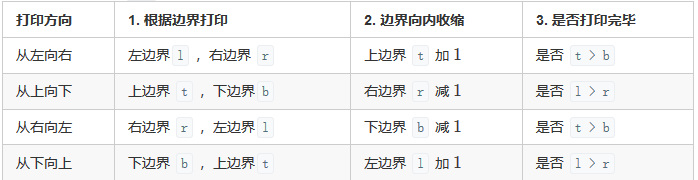 打印方向 1. 根据边界打印 2. 边界向内收缩 3. 是否打印完毕
从左向右 左边界 l ，右边界 r 上边界 t 加 1 是否 t > b
从上向下 上边界 t ，下边界 b 右边界 r 减 1 是否 l > r
从右向左 右边界 r ，左边界 l 下边界 b 减 1 是否 t > b
从下向上 下边界 b ，上边界 t 左边界 l 加 1 是否 l > r